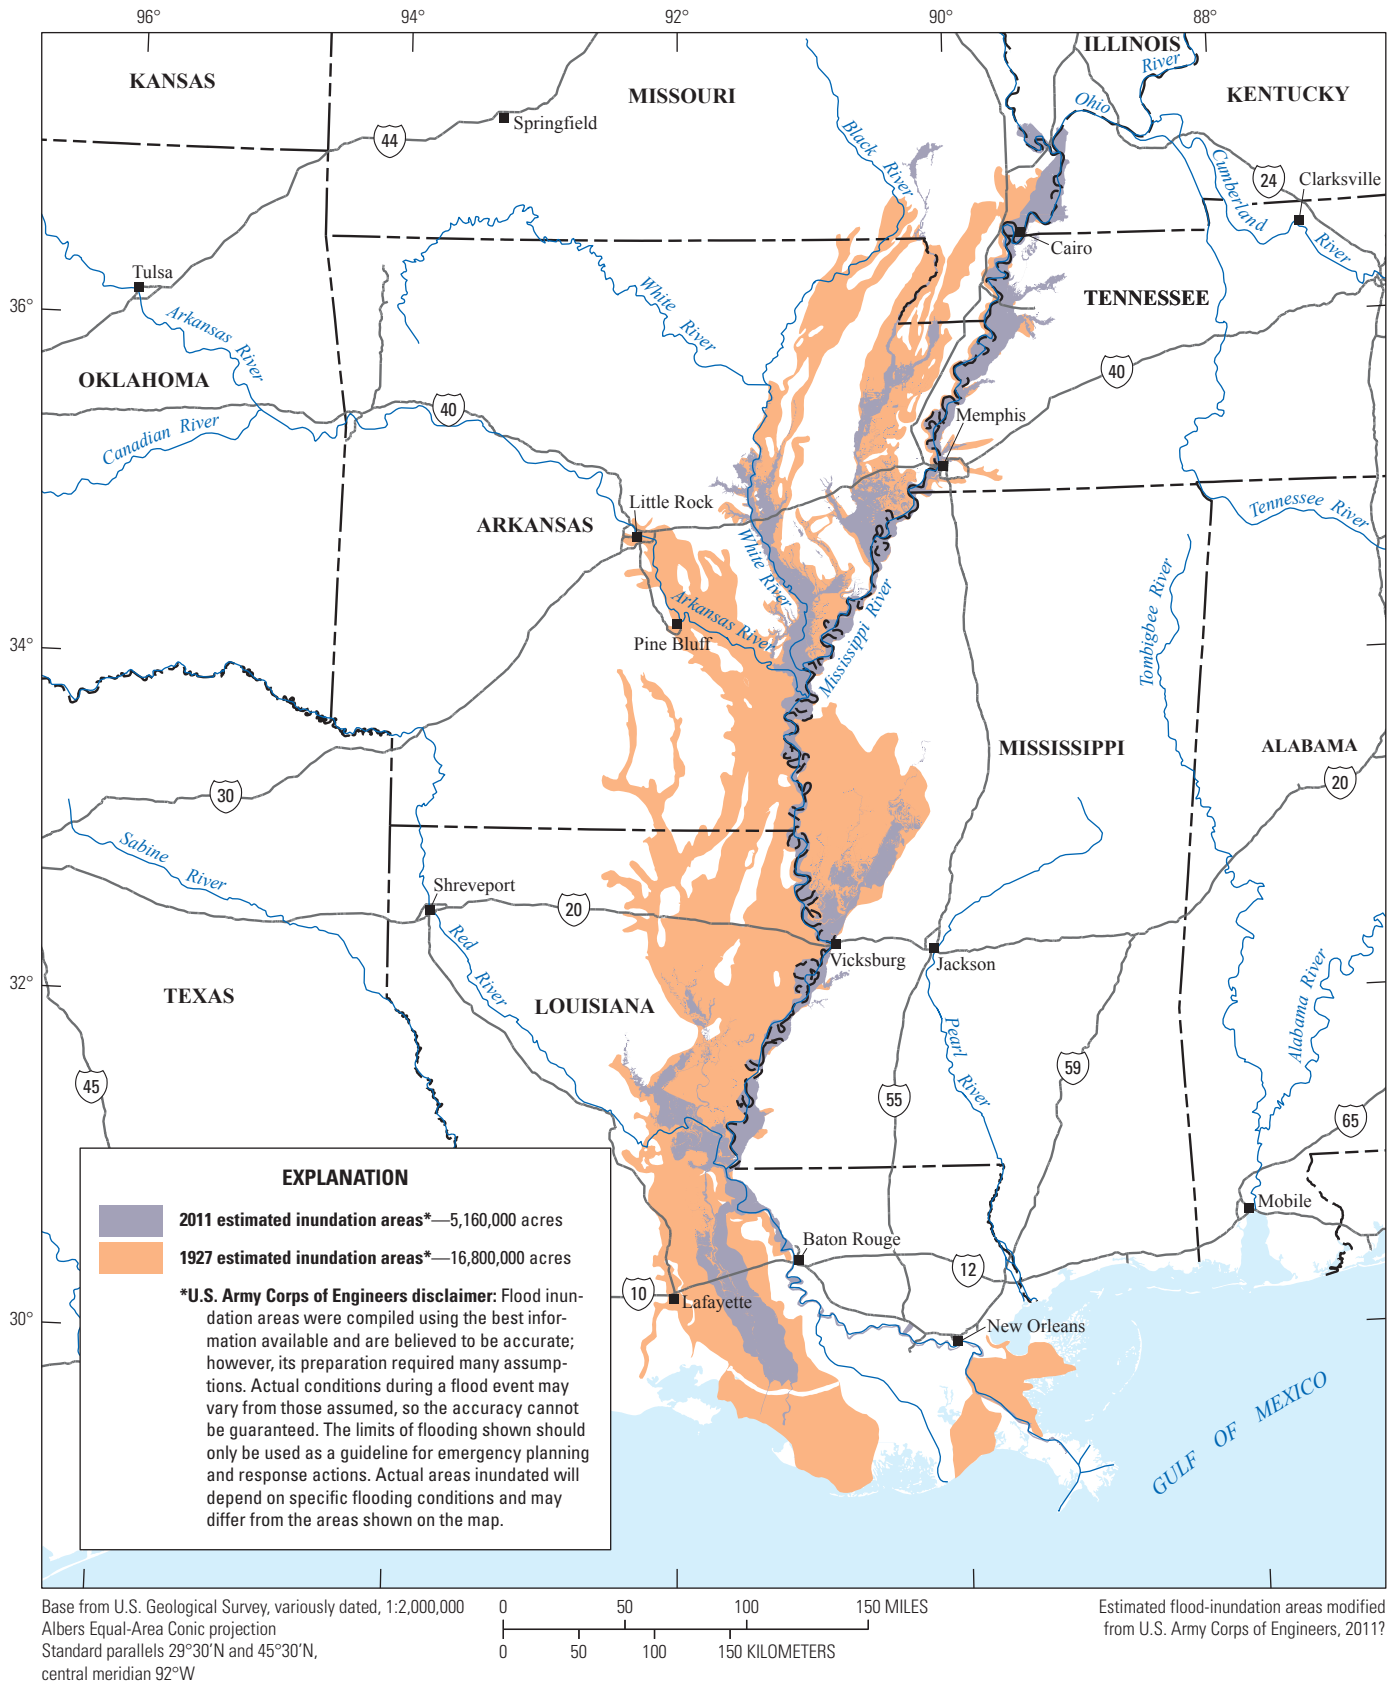 96°
94°
92°
90°
88°
ILLINOIS
KANSAS
MISSOURI
River
KENTUCKY
Ohio
Springfield
44
Black River
Cumberland River
24
Clarksville
Cairo
Tulsa
White River
TENNESSEE
36°
Arkansas River
OKLAHOMA
40
40
Memphis
Canadian River
Little Rock
ARKANSAS
Tennessee River
White River
Arkansas River
Mississippi River
Tombigbee River
34°
Pine Bluff
MISSISSIPPI
ALABAMA
20
30
Sabine River
Shreveport
20
Red River
Vicksburg
Jackson
32°
TEXAS
LOUISIANA
Pearl River
Alabama River
45
55
59
65
Mobile
Baton Rouge
12
10
Lafayette
30°
New Orleans
GULF OF MEXICO
EXPLANATION
2011 estimated inundation areas*—5,160,000 acres
1927 estimated inundation areas*—16,800,000 acres
*U.S. Army Corps of Engineers disclaimer: Flood inun-
dation areas were compiled using the best infor-
mation available and are believed to be accurate;
however, its preparation required many assump-
tions. Actual conditions during a flood event may
vary from those assumed, so the accuracy cannot
be guaranteed. The limits of flooding shown should
only be used as a guideline for emergency planning
and response actions. Actual areas inundated will
depend on specific flooding conditions and may
differ from the areas shown on the map.
Base from U.S. Geological Survey, variously dated, 1:2,000,000
Albers Equal-Area Conic projection
Standard parallels 29°30'N and 45°30'N,
central meridian 92°W
0 50 100 150 MILES
0 50 100 150 KILOMETERS
Estimated flood-inundation areas modified
from U.S. Army Corps of Engineers, 2011?